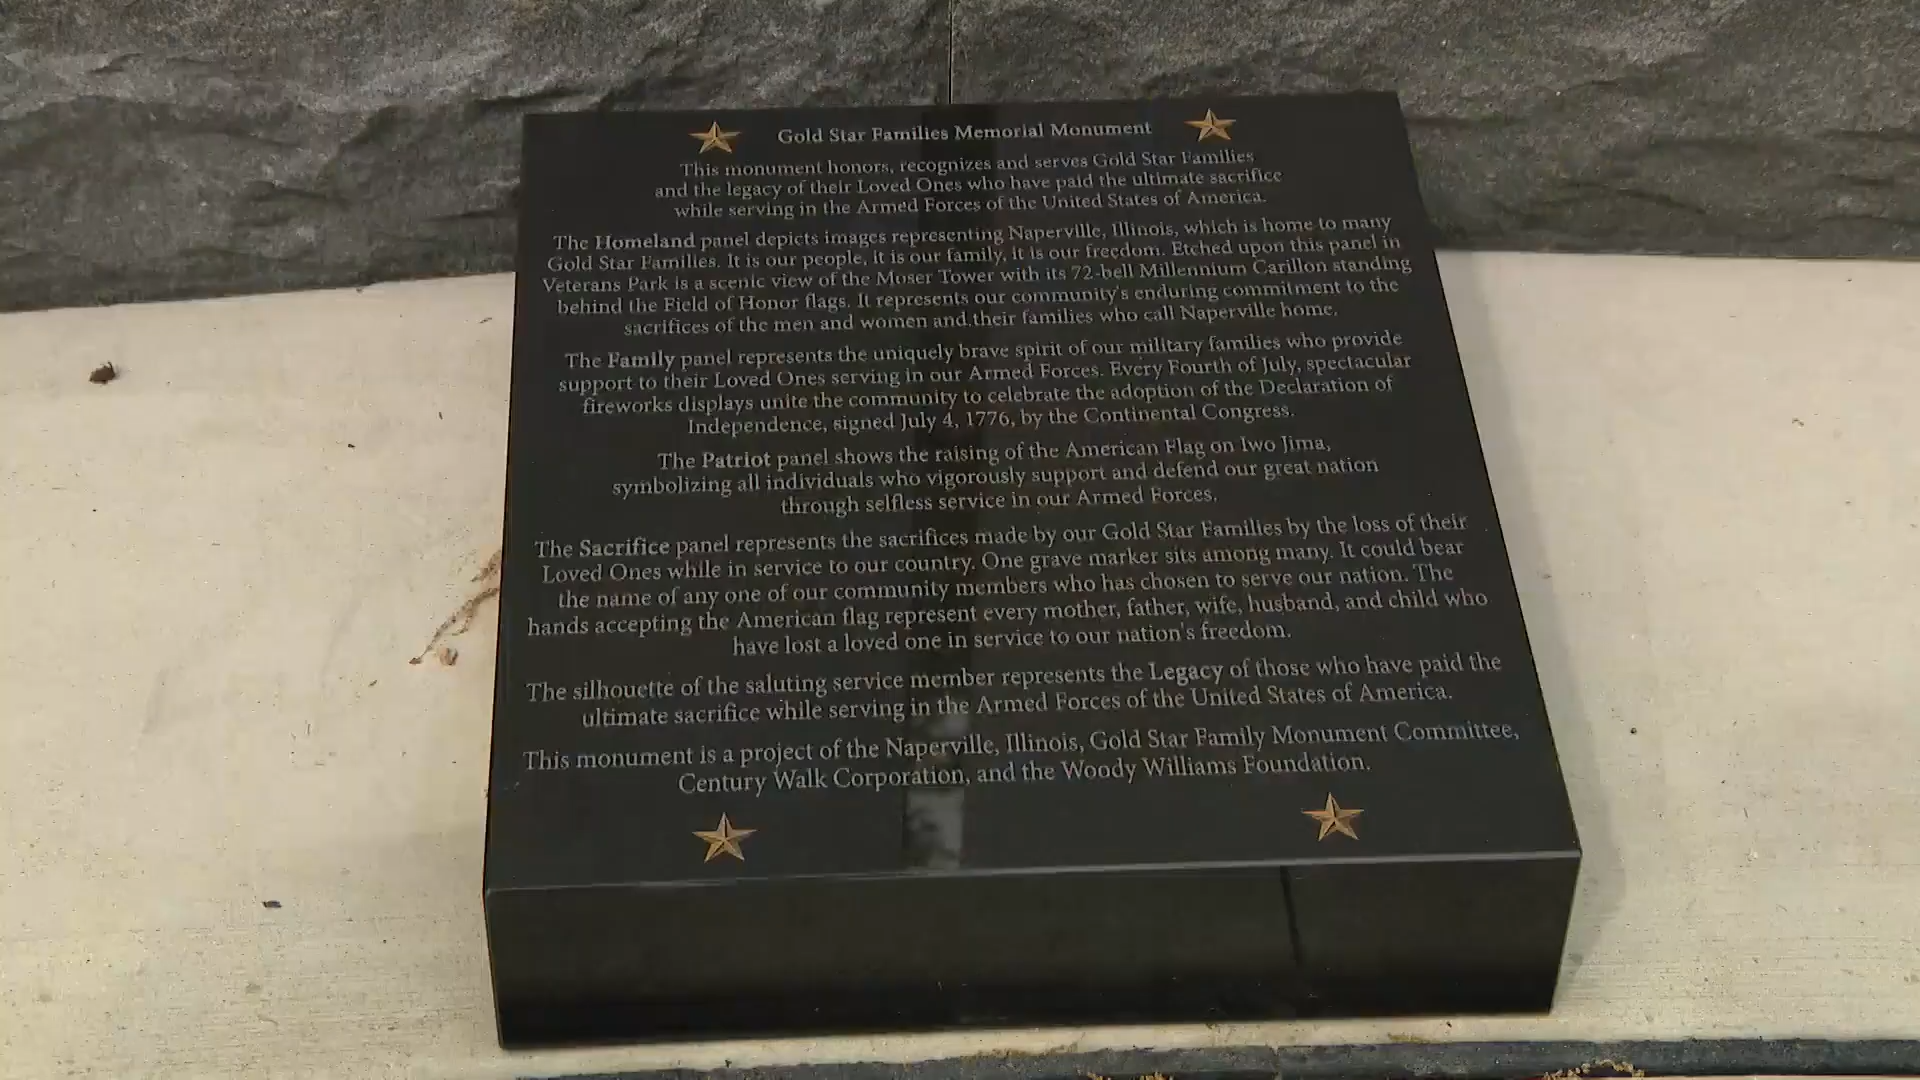 Gold Star Families Memorial Monument
This monument honors, recognizes and serves Gold Star Families
and the legacy of their Loved Ones who have paid the ultimate sacrifice
while serving in the Armed Forces of the United States of America.
The Homeland panel depicts images representing Naperville, Illinois, which is home to many
Gold Star Families. It is our people, it is our family, it is our freedom. Etched upon this panel in
Veterans Park is a scenic view of the Moser Tower with its 72-bell Millennium Carillon standing
behind the Field of Honor flags. It represents our community's enduring commitment to the
sacrifices of the men and women and their families who call Naperville home.
The Family panel represents the uniquely brave spirit of our military families who provide
support to their Loved Ones serving in our Armed Forces. Every Fourth of July, spectacular
fireworks displays unite the community to celebrate the adoption of the Declaration of
Independence, signed July 4, 1776, by the Continental Congress.
The Patriot panel shows the raising of the American Flag on Iwo Jima,
symbolizing all individuals who vigorously support and defend our great nation
through selfless service in our Armed Forces.
The Sacrifice panel represents the sacrifices made by our Gold Star Families by the loss of their
Loved Ones while in service to our country. One grave marker sits among many. It could bear
the name of any one of our community members who has chosen to serve our nation. The
hands accepting the American flag represent every mother, father, wife, husband, and child who
have lost a loved one in service to our nation's freedom.
The silhouette of the saluting service member represents the Legacy of those who have paid the
ultimate sacrifice while serving in the Armed Forces of the United States of America.
This monument is a project of the Naperville, Illinois, Gold Star Family Monument Committee,
Century Walk Corporation, and the Woody Williams Foundation.